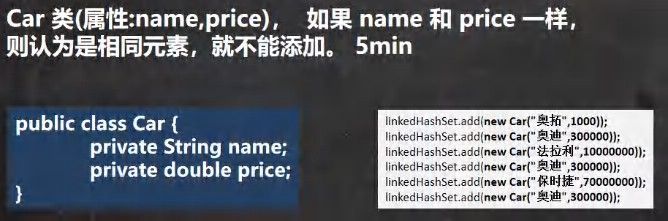 Car 类(属性:name,price)， 如果 name 和 price 一样，
则认为是相同元素，就不能添加。 5min
public class Car {
private String name;
private double price;
}
linkedHashSet.add(new Car("奥拓",1000));
linkedHashSet.add(new Car("奥迪",300000));
linkedHashSet.add(new Car("法拉利",10000000));
linkedHashSet.add(new Car("奥迪",300000));
linkedHashSet.add(new Car("保时捷",70000000));
linkedHashSet.add(new Car("奥迪",300000));